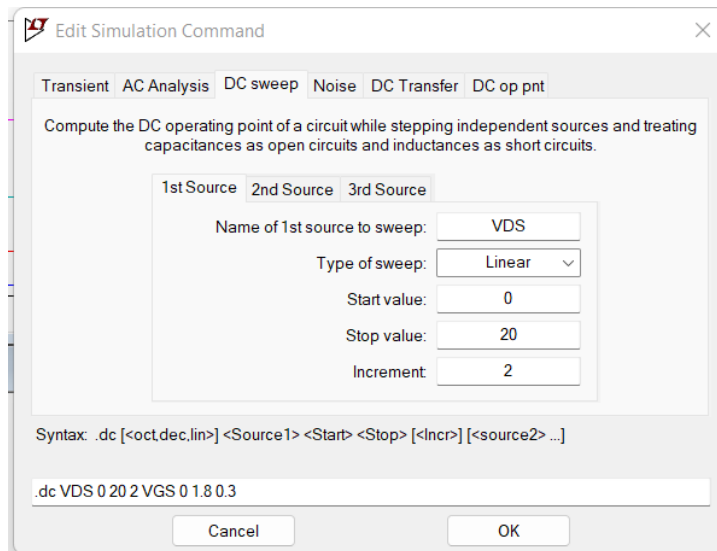 Edit Simulation Command
Transient AC Analysis DC sweep Noise DC Transfer DC op pnt
Compute the DC operating point of a circuit while stepping independent sources and treating
capacitances as open circuits and inductances as short circuits.
1st Source 2nd Source 3rd Source
Name of 1st source to sweep: VDS
Type of sweep: Linear
Start value: 0
Stop value: 20
Increment: 2
Syntax: .dc [<oct,dec,lin>] <Source1> <Start> <Stop> [<Incr>] [<source2> ...]
.dc VDS 0 20 2 VGS 0 1.8 0.3
Cancel OK